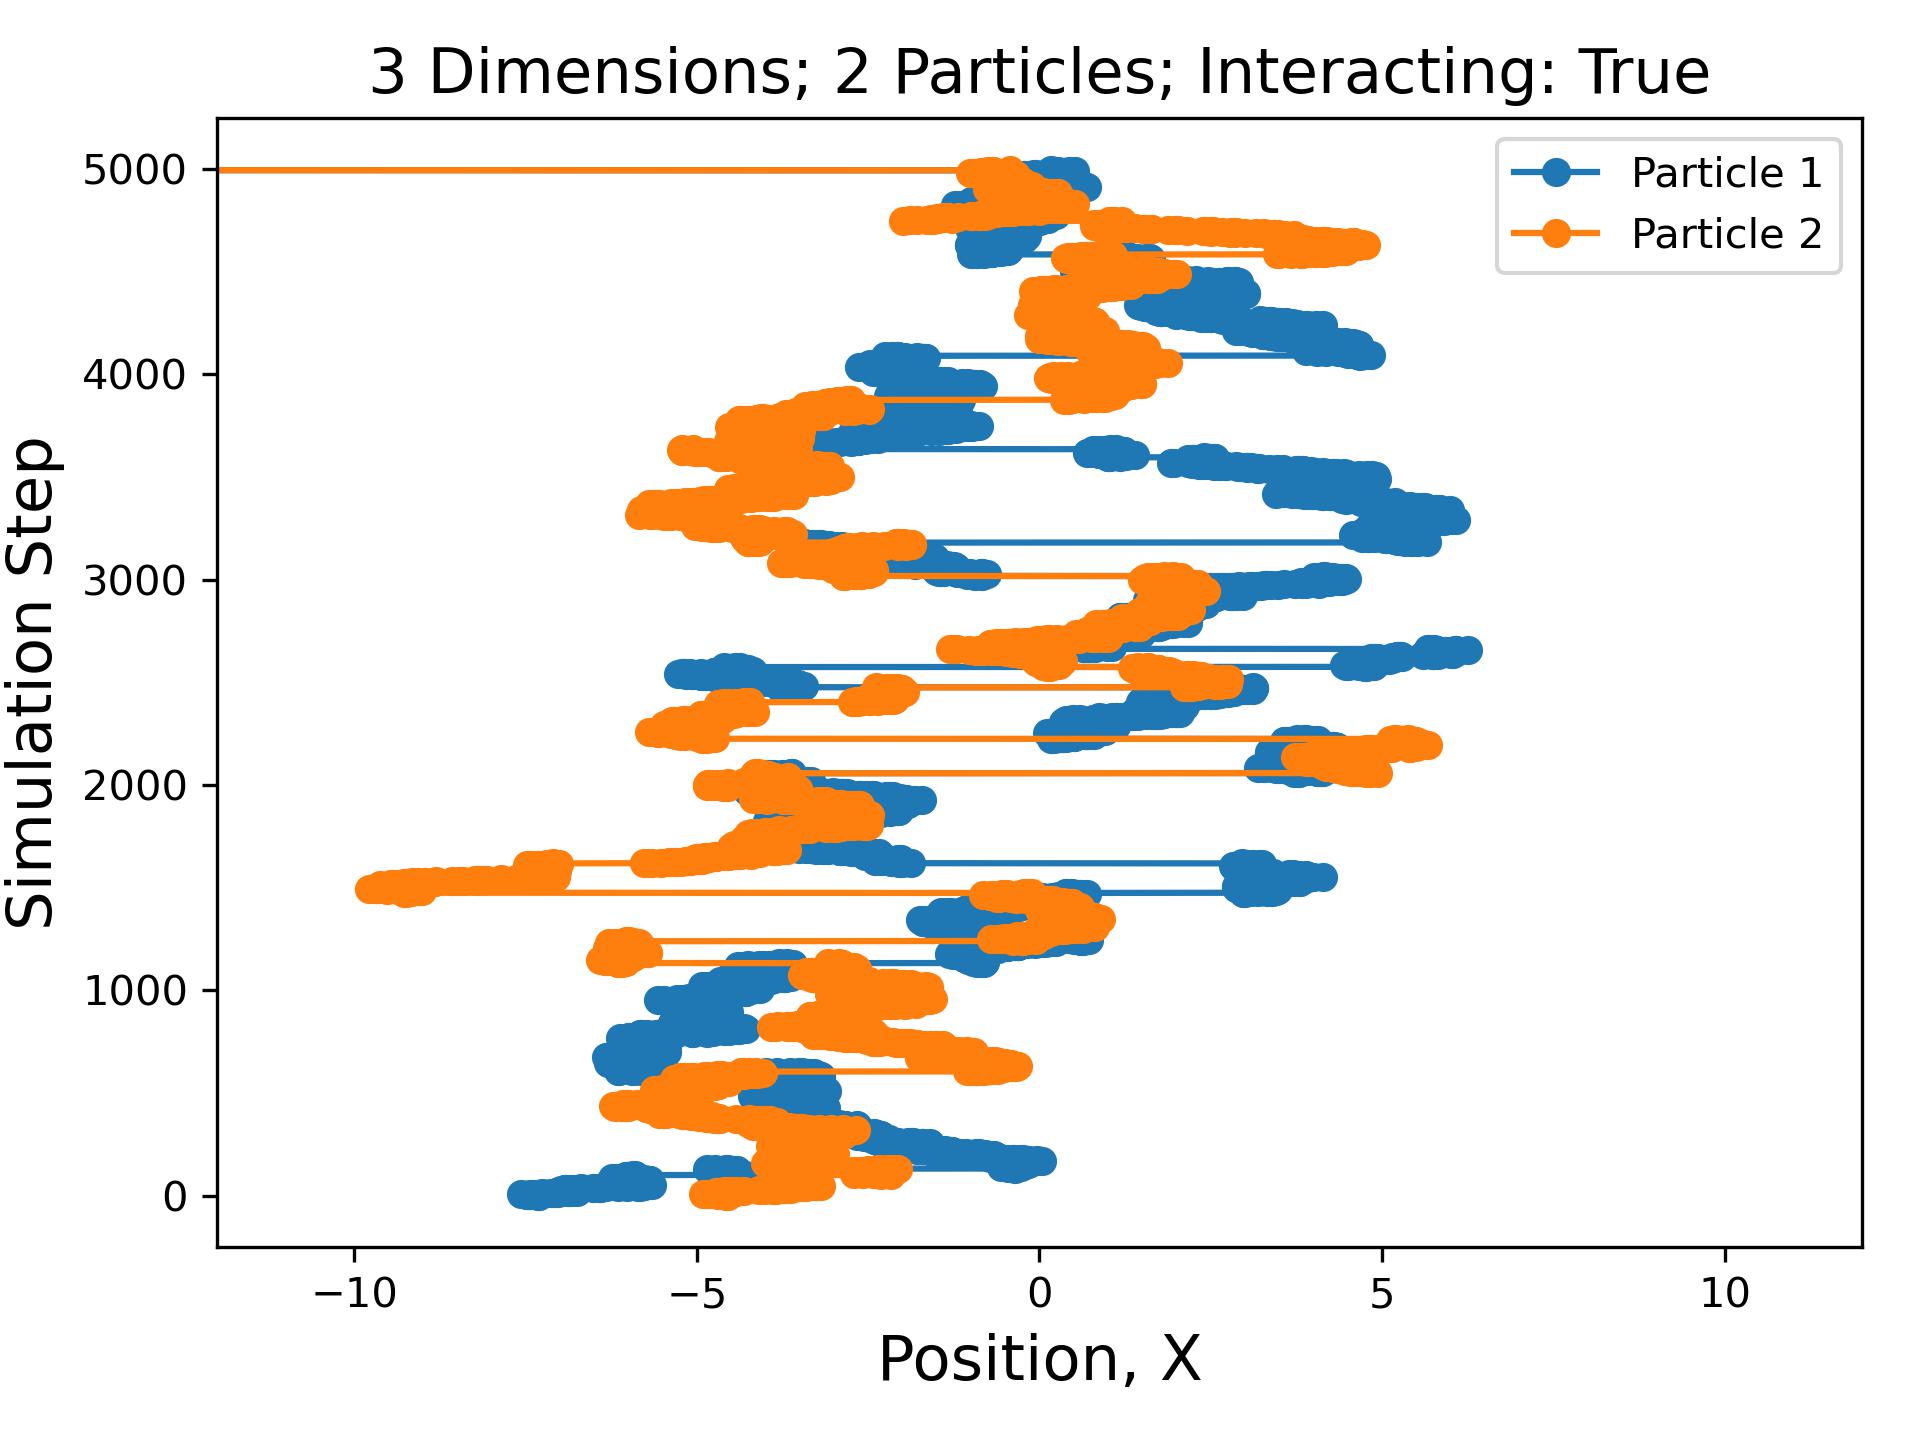 3 Dimensions; 2 Particles; Interacting: True
Particle 1
Particle 2
Simulation Step
5000
4000
3000
2000
1000
0
−10
−5
0
5
10
Position, X